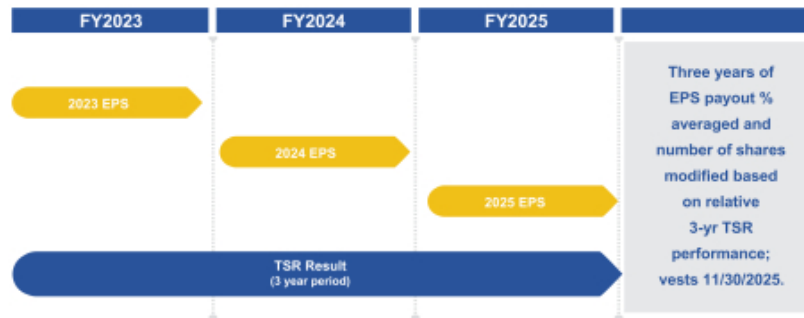 FY2023
FY2024
FY2025
2023 EPS
2024 EPS
2025 EPS
TSR Result
(3 year period)
Three years of
EPS payout %
averaged and
number of shares
modified based
on relative
3-yr TSR
performance;
vests 11/30/2025.